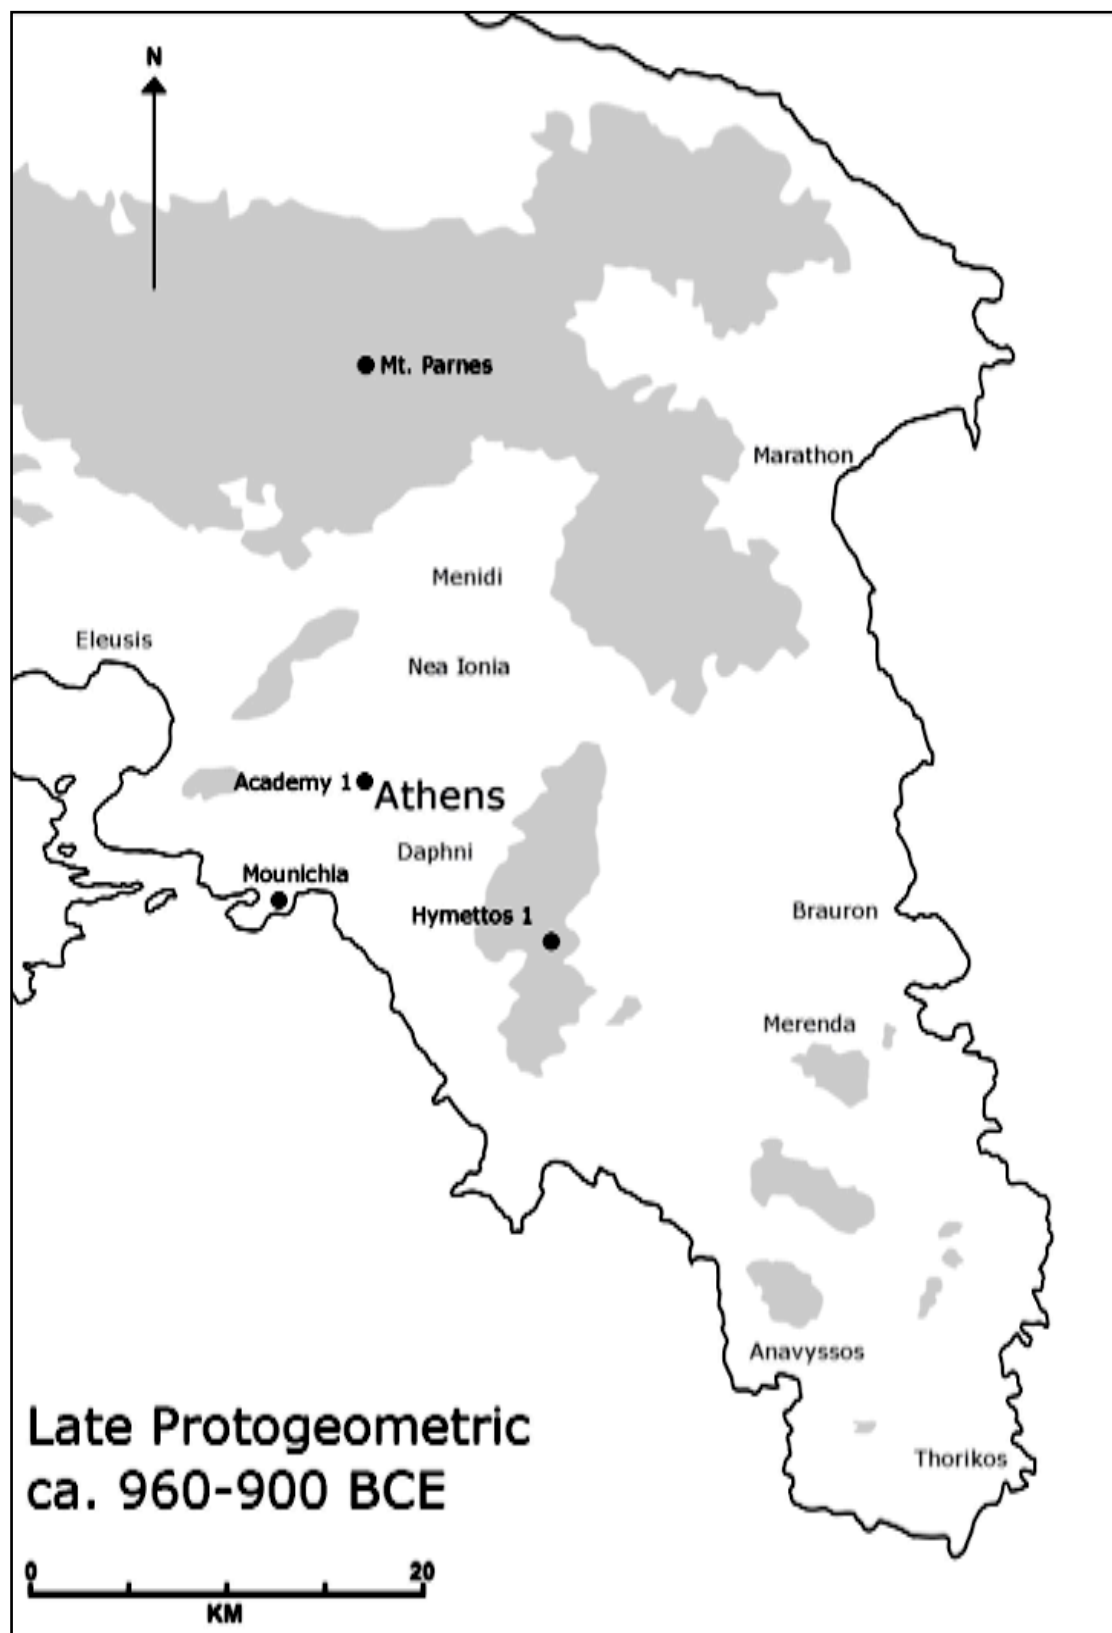 N
Mt. Parnes
Marathon
Menidi
Eleusis
Nea Ionia
Academy 1
Athens
Daphni
Mounichia
Hymettos 1
Brauron
Merenda
Anavyssos
Late Protogeometric
ca. 960-900 BCE
Thorikos
0 20
KM